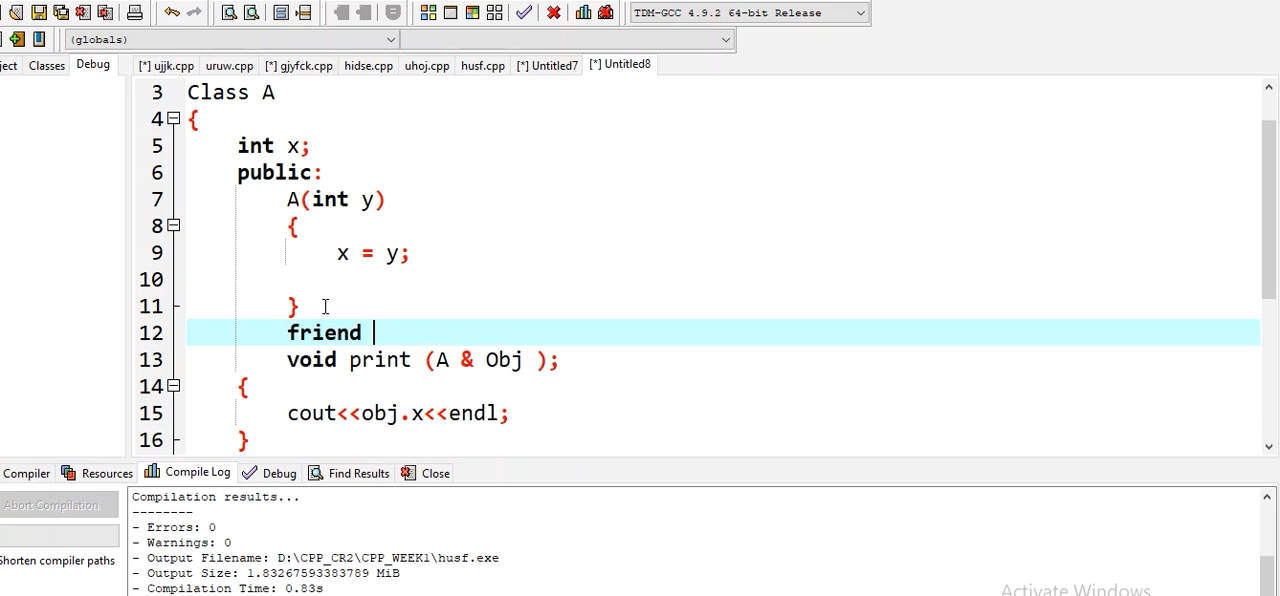 TDM-GCC 4.9.2 64-bit Release
(globals)
ject Classes Debug [*] ujjk.cpp uruw.cpp [*] gjyfck.cpp hidse.cpp uhoj.cpp husf.cpp [*] Untitled7 [*] Untitled8
3 Class A
4 {
5 int x;
6 public:
7 A(int y)
8 {
9 x = y;
10
11 }
12 friend
13 void print (A & Obj );
14 {
15 cout<<obj.x<<endl;
16 }
Compiler Resources Compile Log Debug Find Results Close
Abort Compilation
Shorten compiler paths
Compilation results...
--------
- Errors: 0
- Warnings: 0
- Output Filename: D:\CPP_CR2\CPP_WEEK1\husf.exe
- Output Size: 1.83267593383789 MiB
- Compilation Time: 0.83s
Activate Windows